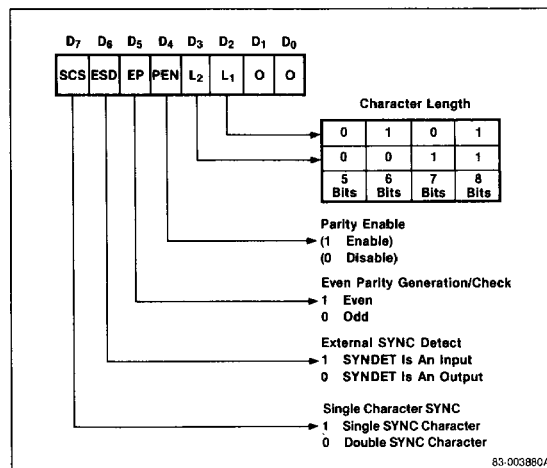 D7 D6 D5 D4 D3 D2 D1 D0
SCS ESD EP PEN L2 L1 O O
Character Length
0 1 0 1
0 0 1 1
5 Bits 6 Bits 7 Bits 8 Bits
Parity Enable
(1 Enable)
(0 Disable)
Even Parity Generation/Check
1 Even
0 Odd
External SYNC Detect
1 SYNDET Is An Input
0 SYNDET Is An Output
Single Character SYNC
1 Single SYNC Character
0 Double SYNC Character
83-003880A